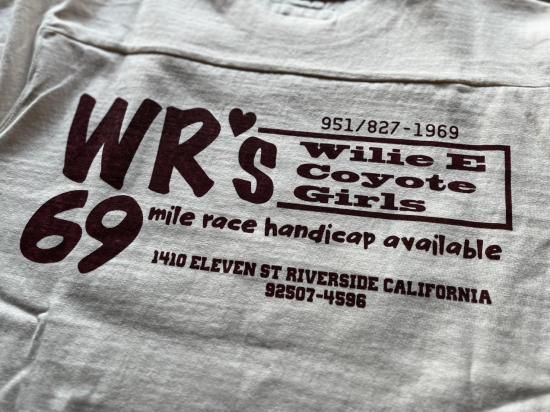 951/827-1969
WR's
Wilie E
Coyote
Girls
69 mile race handicap available
1410 ELEVEN ST RIVERSIDE CALIFORNIA
92507-4596